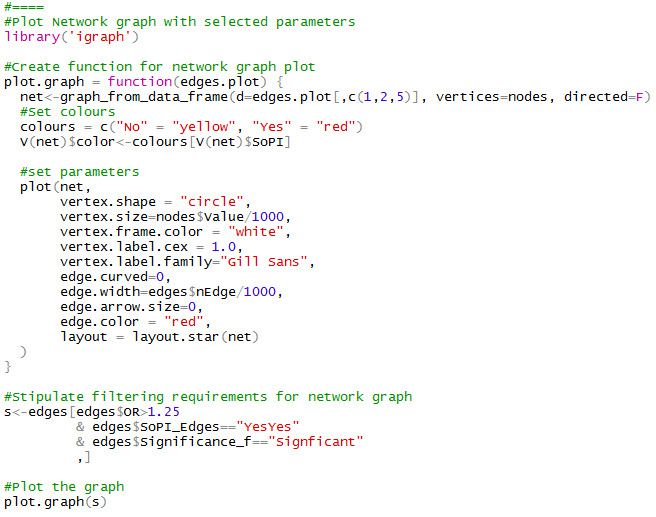 #====
#Plot Network graph with selected parameters
library('igraph')
#Create function for network graph plot
plot.graph = function(edges.plot) {
net<-graph_from_data_frame(d=edges.plot[,c(1,2,5)], vertices=nodes, directed=F)
#Set colours
colours = c("No" = "yellow", "Yes" = "red")
V(net)$color<-colours[V(net)$SoPI]
#set parameters
plot(net,
vertex.shape = "circle",
vertex.size=nodes$Value/1000,
vertex.frame.color = "white",
vertex.label.cex = 1.0,
vertex.label.family="Gill Sans",
edge.curved=0,
edge.width=edges$nEdge/1000,
edge.arrow.size=0,
edge.color = "red",
layout = layout.star(net)
)
}
#Stipulate filtering requirements for network graph
s<-edges[edges$OR>1.25
& edges$SoPI_Edges=="YesYes"
& edges$Significance_f=="Signficant"
,]
#Plot the graph
plot.graph(s)